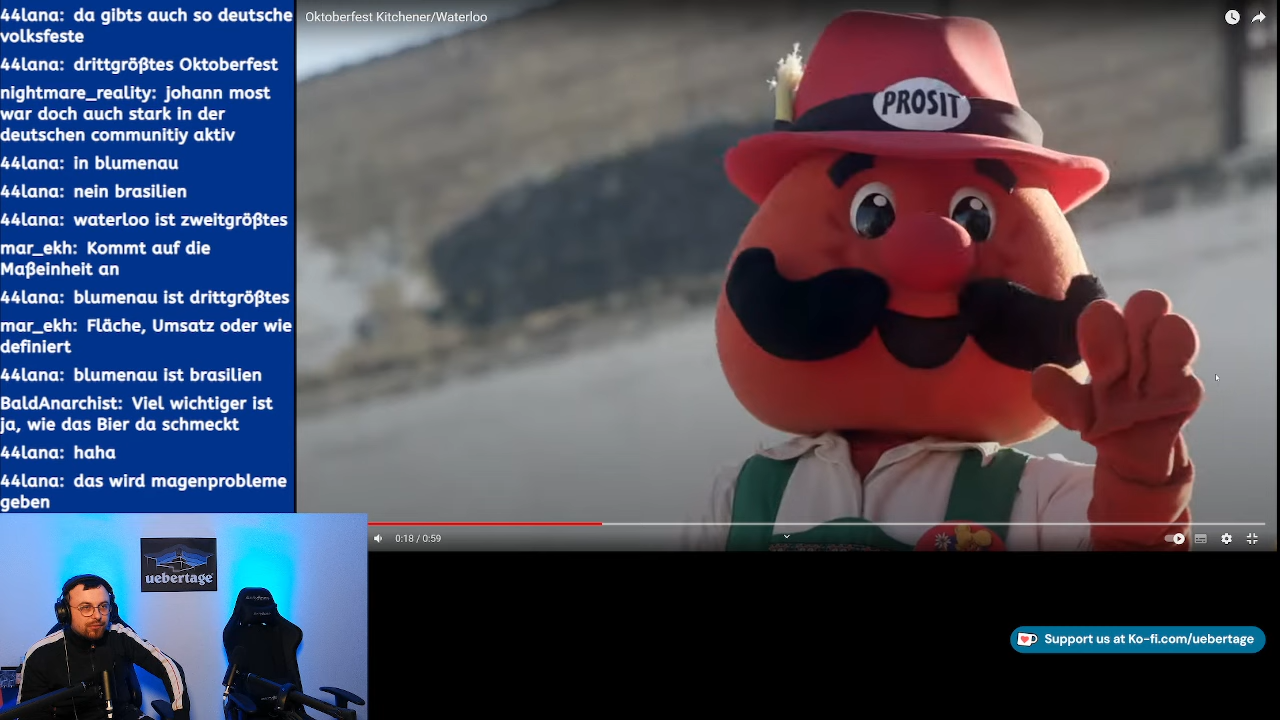 44lana: da gibts auch so deutsche
volksfeste
44lana: drittgrößtes Oktoberfest
nightmare_reality: johann most
war doch auch stark in der
deutschen communitiy aktiv
44lana: in blumenau
44lana: nein brasilien
44lana: waterloo ist zweitgrößtes
mar_ekh: Kommt auf die
Maßeinheit an
44lana: blumenau ist drittgrößtes
mar_ekh: Fläche, Umsatz oder wie
definiert
44lana: blumenau ist brasilien
BaldAnarchist: Viel wichtiger ist
ja, wie das Bier da schmeckt
44lana: haha
44lana: das wird magenprobleme
geben
Oktoberfest Kitchener/Waterloo
PROSIT
0:18 / 0:59
uebertage
Support us at Ko-fi.com/uebertage